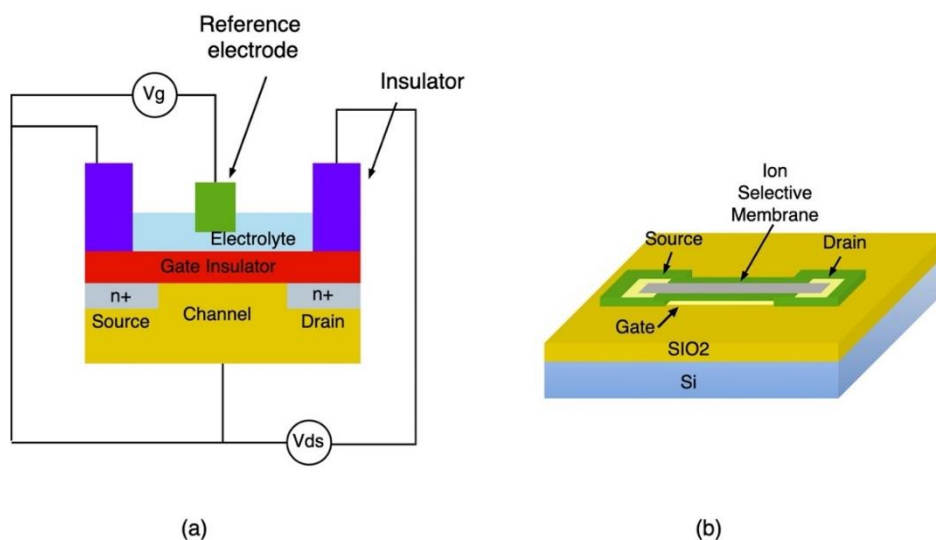 Reference
electrode
Vg
Insulator
Electrolyte
Gate Insulator
n+
n+
Source
Channel
Drain
Vds
(a)
Ion
Selective
Membrane
Source
Drain
Gate
SIO2
Si
(b)